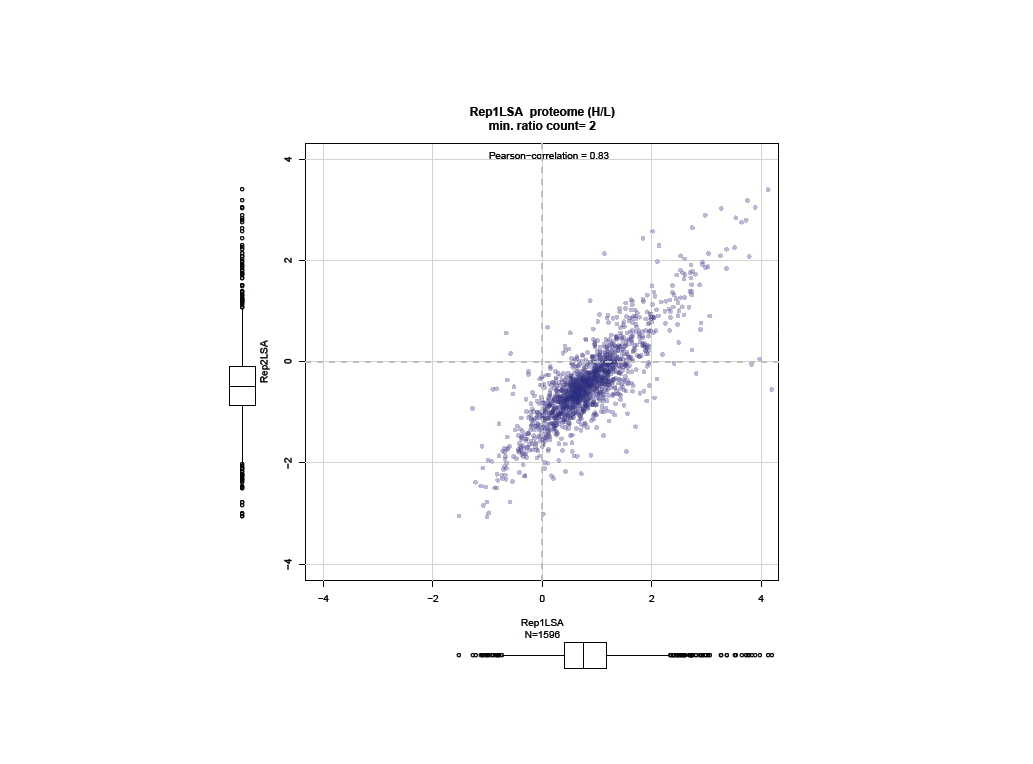 Rep1LSA proteome (H/L)
min. ratio count= 2
Pearson−correlation = 0.83
4
2
0
−2
−4
Rep2LSA
−4 −2 0 2 4
Rep1LSA
N=1596